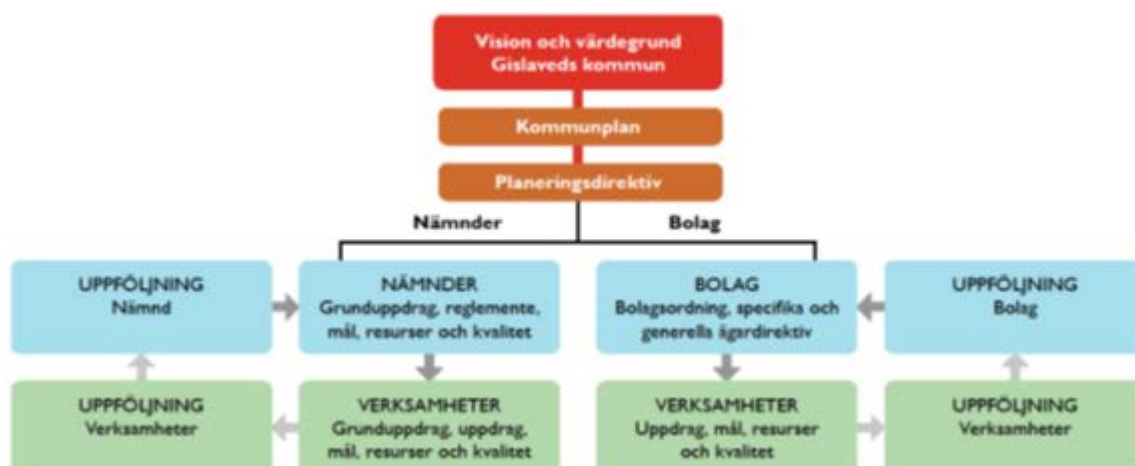 Vision och värdegrund
Gislaveds kommun
Kommunplan
Planeringsdirektiv
Nämnder
Bolag
UPPFÖLJNING
Nämnd
NÄMNDER
Grunduppdrag, reglemente,
mål, resurser och kvalitet
BOLAG
Bolagsordning, specifika och
generella ägardirektiv
UPPFÖLJNING
Bolag
UPPFÖLJNING
Verksamheter
VERKSAMHETER
Grunduppdrag, uppdrag,
mål, resurser och kvalitet
VERKSAMHETER
Uppdrag, mål, resurser
och kvalitet
UPPFÖLJNING
Verksamheter